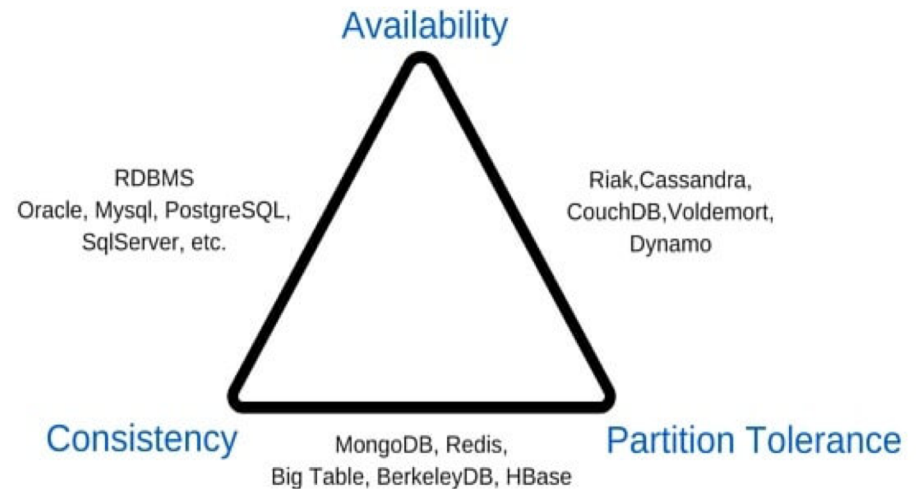 Availability
RDBMS
Oracle, Mysql, PostgreSQL,
SqlServer, etc.
Riak,Cassandra,
CouchDB,Voldemort,
Dynamo
Consistency
MongoDB, Redis,
Big Table, BerkeleyDB, HBase
Partition Tolerance